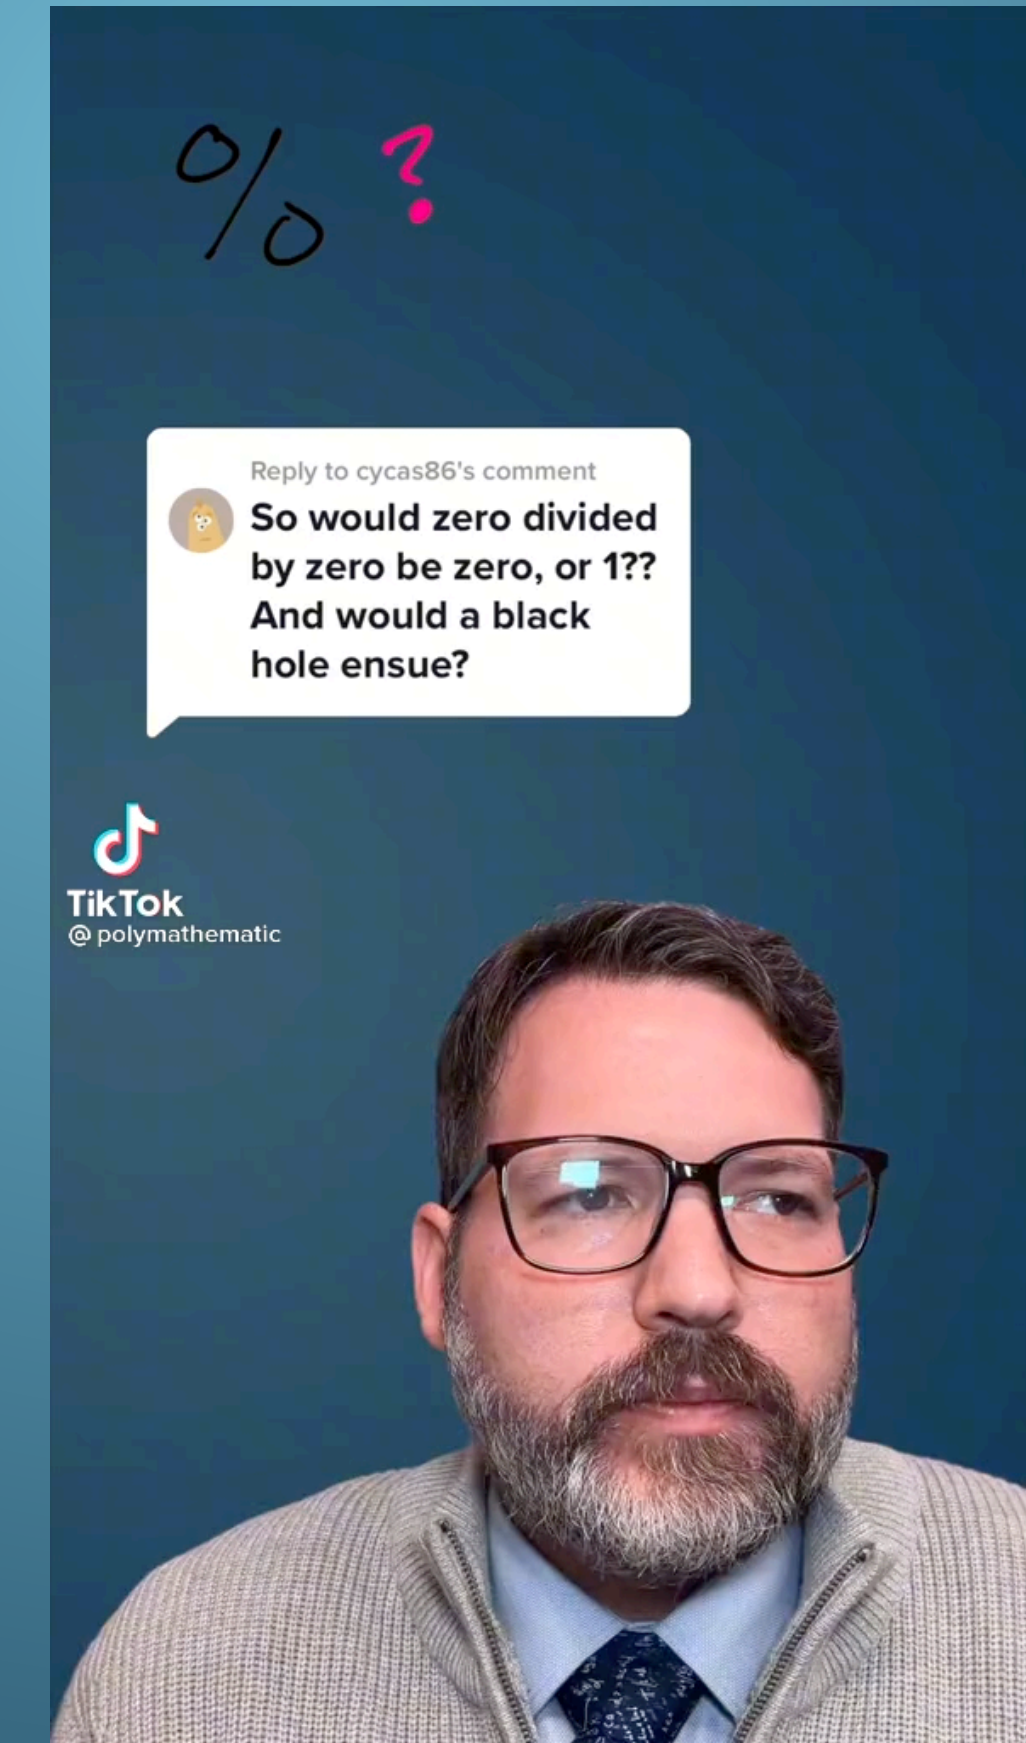 0/0 ?
Reply to cycas86's comment
So would zero divided
by zero be zero, or 1??
And would a black
hole ensue?
TikTok
@ polymathematic